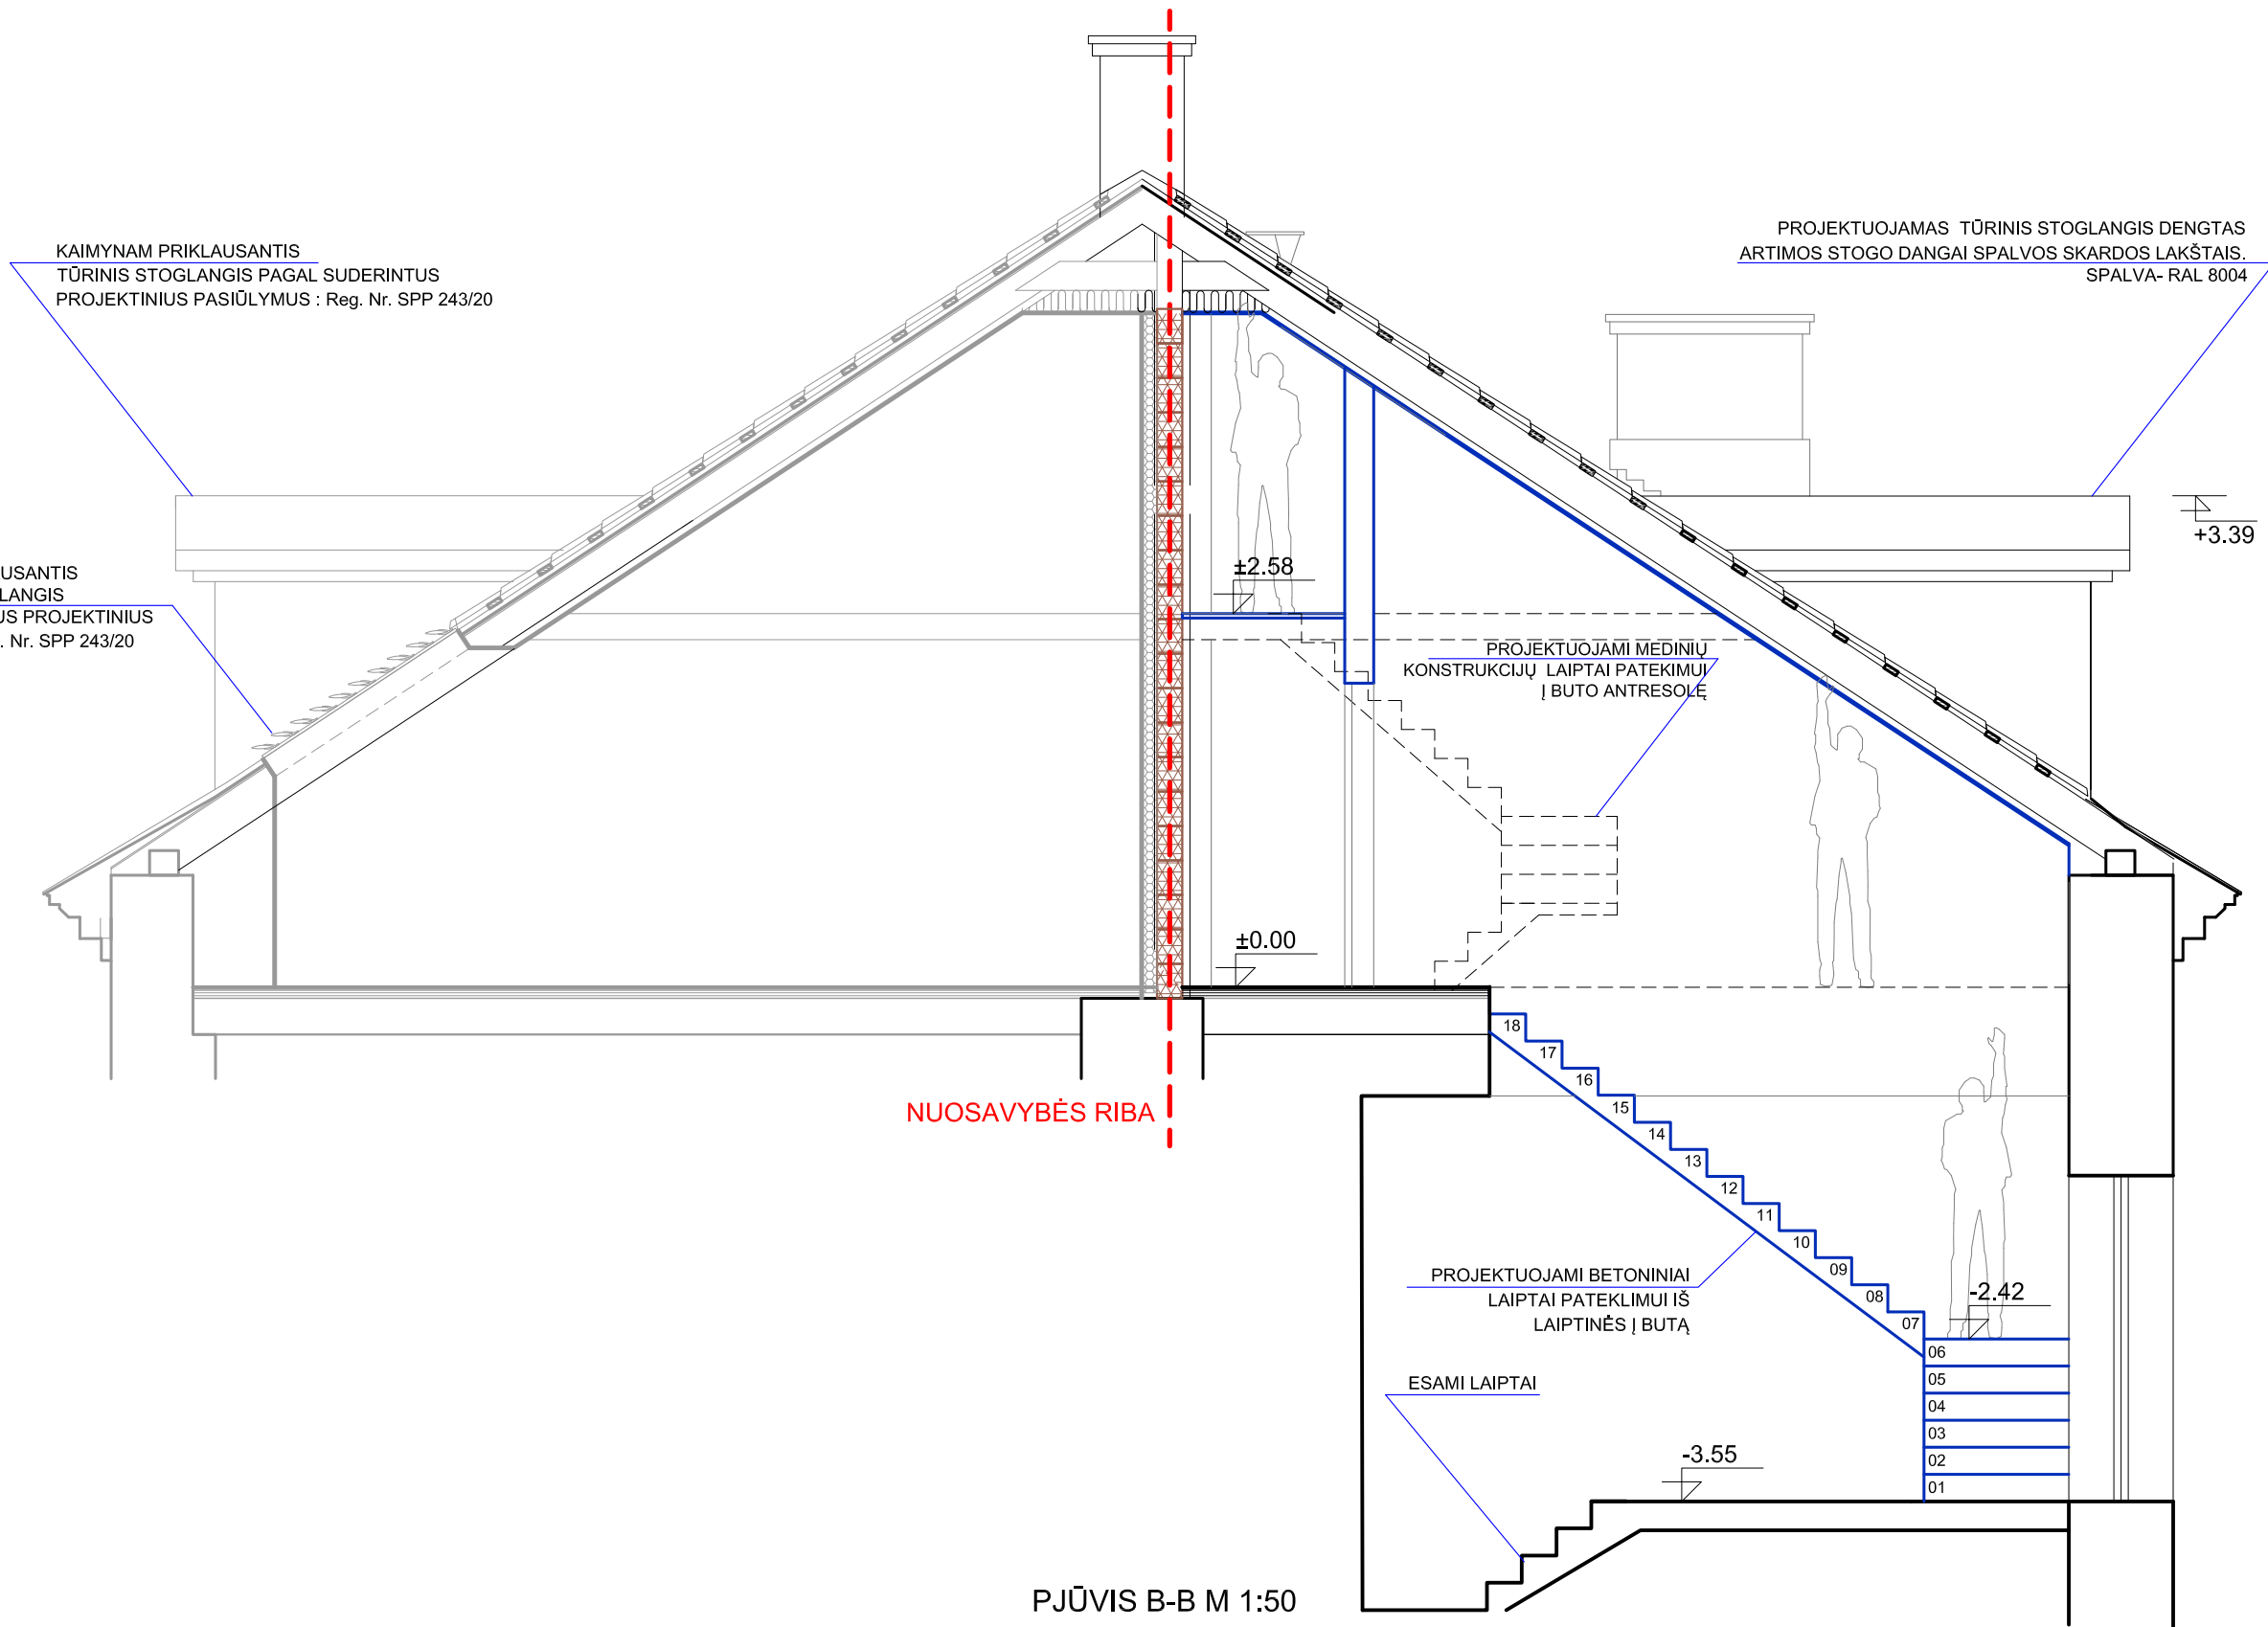 KAIMYNAM PRIKLAUSANTIS
TŪRINIS STOGLANGIS PAGAL SUDERINTUS
PROJEKTINIUS PASIŪLYMUS : Reg. Nr. SPP 243/20
PROJEKTUOJAMAS TŪRINIS STOGLANGIS DENGTAS
ARTIMOS STOGO DANGAI SPALVOS SKARDOS LAKŠTAIS.
SPALVA- RAL 8004
+3.39
USANTIS
LANGIS
US PROJEKTINIUS
. Nr. SPP 243/20
±2.58
PROJEKTUOJAMI MEDINIŲ
KONSTRUKCIJŲ LAIPTAI PATEKIMUI
Į BUTO ANTRESOLĘ
±0.00
NUOSAVYBĖS RIBA
18
17
16
15
14
13
12
11
10
09
08
07
06
05
04
03
02
01
-2.42
PROJEKTUOJAMI BETONINIAI
LAIPTAI PATEKLIMUI IŠ
LAIPTINĖS Į BUTĄ
ESAMI LAIPTAI
-3.55
PJŪVIS B-B M 1:50